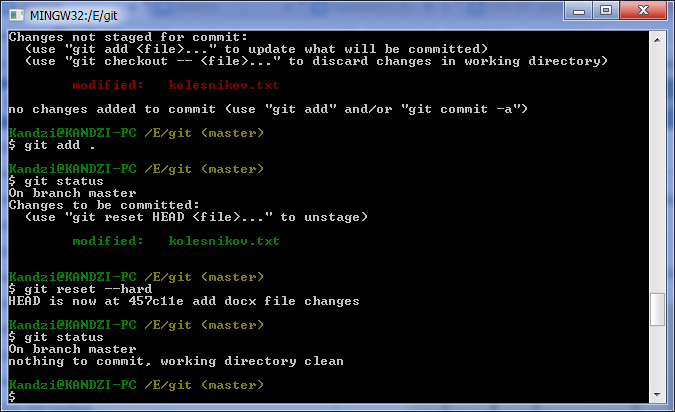 MINGW32:/E/git
Changes not staged for commit:
  (use "git add <file>..." to update what will be committed)
  (use "git checkout -- <file>..." to discard changes in working directory)
        modified:   kolesnikov.txt
no changes added to commit (use "git add" and/or "git commit -a")
Kandzi@KANDZI-PC /E/git (master)
$ git add .
Kandzi@KANDZI-PC /E/git (master)
$ git status
On branch master
Changes to be committed:
  (use "git reset HEAD <file>..." to unstage)
        modified:   kolesnikov.txt
Kandzi@KANDZI-PC /E/git (master)
$ git reset --hard
HEAD is now at 457c11e add docx file changes
Kandzi@KANDZI-PC /E/git (master)
$ git status
On branch master
nothing to commit, working directory clean
Kandzi@KANDZI-PC /E/git (master)
$